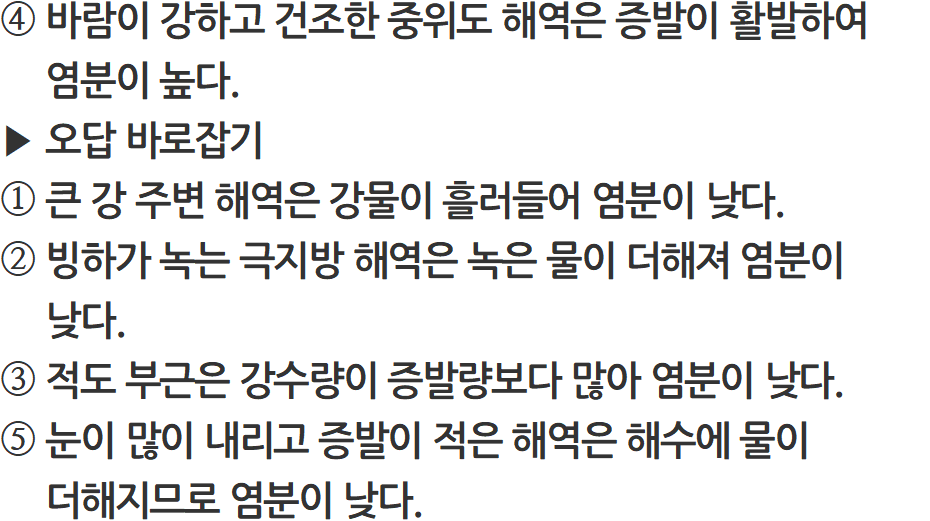 ④ 바람이 강하고 건조한 중위도 해역은 증발이 활발하여
염분이 높다.
▶ 오답 바로잡기
① 큰 강 주변 해역은 강물이 흘러들어 염분이 낮다.
② 빙하가 녹는 극지방 해역은 녹은 물이 더해져 염분이
낮다.
③ 적도 부근은 강수량이 증발량보다 많아 염분이 낮다.
⑤ 눈이 많이 내리고 증발이 적은 해역은 해수에 물이
더해지므로 염분이 낮다.